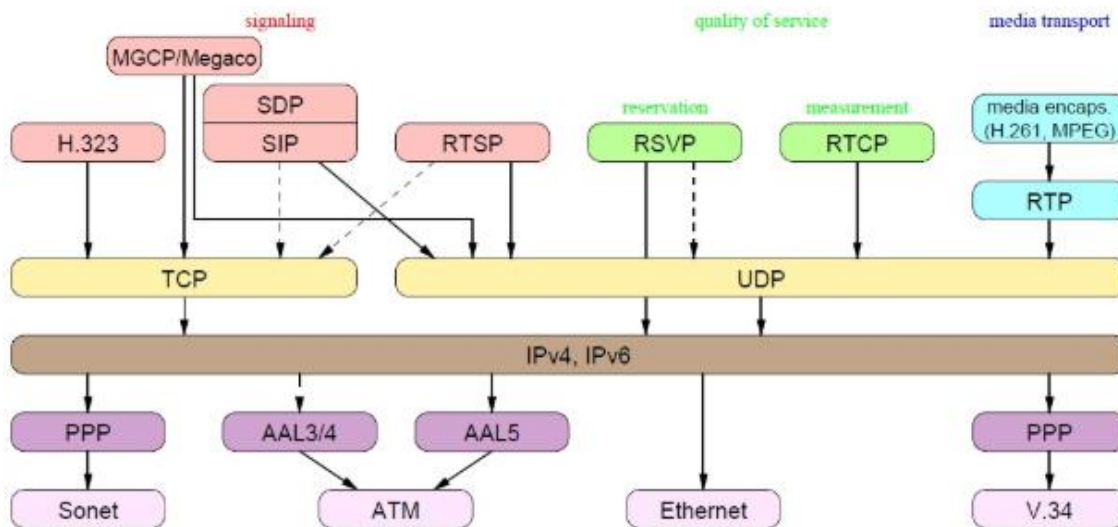 signaling
quality of service
media transport
MGCP/Megaco
SDP
SIP
reservation
measurement
media encaps.
(H.261, MPEG)
H.323
RTSP
RSVP
RTCP
RTP
TCP
UDP
IPv4, IPv6
PPP
AAL3/4
AAL5
PPP
Sonet
ATM
Ethernet
V.34